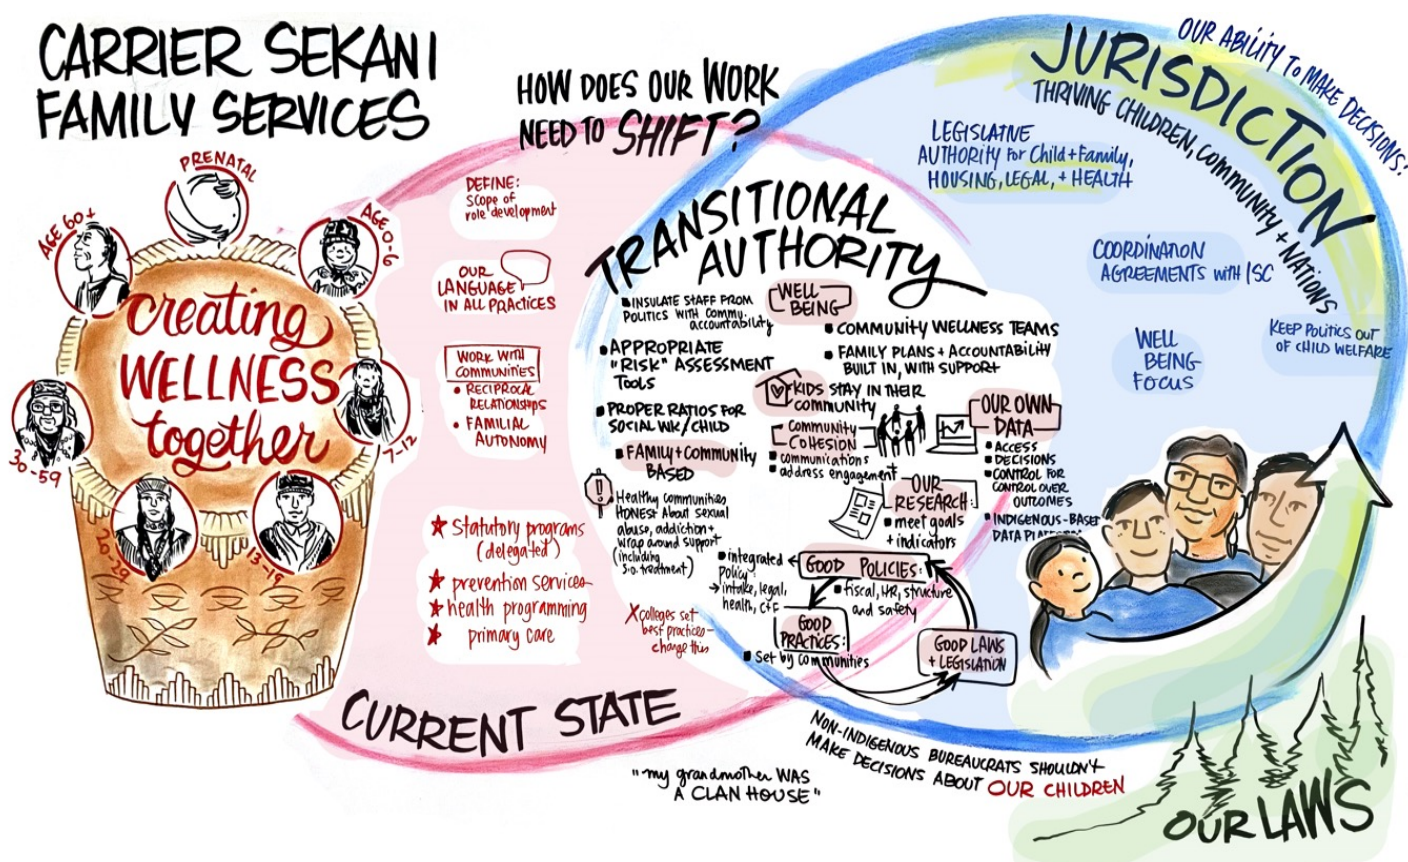 CARRIER SEKANI
FAMILY SERVICES
PRENATAL
AGE 0-6
7-12
13-19
20-29
30-59
AGE 60+
creating
WELLNESS
together
HOW DOES OUR WORK
NEED TO SHIFT?
DEFINE:
SCOPE OF
role development
OUR
LANGUAGE
IN ALL PRACTICES
WORK WITH
COMMUNITIES
• RECIPROCAL
RELATIONSHIPS
• FAMILIAL
AUTONOMY
★ Statutory programs
(delegated)
★ prevention services
★ health programming
★ primary care
CURRENT STATE
TRANSITIONAL
AUTHORITY
▪ INSULATE STAFF FROM
POLITICS WITH COMMU.
accountability
▪ APPROPRIATE
"RISK" ASSESSMENT
TOOLS
▪ PROPER RATIOS FOR
SOCIAL WK/CHILD
▪ FAMILY + COMMUNITY
BASED
!
Healthy communities
HONEST About sexual
abuse, addiction +
wrap around support
(including
s.o. treatment)
X colleges set
best practices-
change this
WELL
BEING
▪ COMMUNITY WELLNESS TEAMS
▪ FAMILY PLANS + ACCOUNTABILITY
BUILT IN, WITH SUPPORT
KIDS STAY IN THEIR
community
COMMUNITY
COHESION
▪ communications
▪ address engagement
OUR OWN
DATA
▪ ACCESS
▪ DECISIONS
▪ CONTROL FOR
CONTROL OVER
OUTCOMES
▪ INDIGENOUS-BASED
OUR
RESEARCH:
▪ meet goals
+ indicators
GOOD POLICIES:
▪ fiscal, HR, structure
and safety
▪ integrated
policy:
→ intake, legal,
health, C+F
GOOD
PRACTICES:
▪ Set by communities
GOOD LAWS
+ LEGISLATION
JURISDICTION
OUR ABILITY TO MAKE DECISIONS!
THRIVING CHILDREN, COMMUNITY + NATIONS
LEGISLATIVE
AUTHORITY For Child + Family,
HOUSING, LEGAL, + HEALTH
COORDINATION
AGREEMENTS WITH ISC
WELL
BEING
FOCUS
KEEP POLITICS OUT
OF CHILD WELFARE
NON-INDIGENOUS BUREAUCRATS SHOULDN'T
MAKE DECISIONS ABOUT OUR CHILDREN
"my grandmother WAS
A CLAN HOUSE"
OUR LAWS